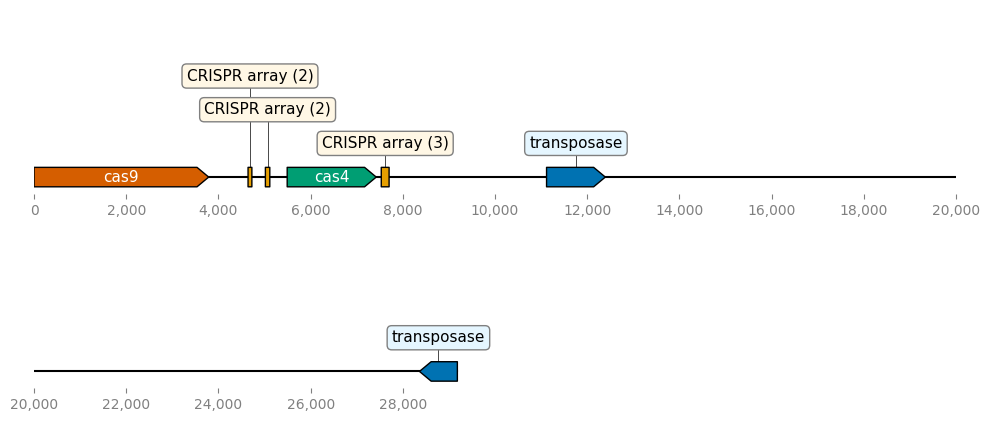 CRISPR array (2)
CRISPR array (2)
CRISPR array (3)
transposase
cas9
cas4
0
2,000
4,000
6,000
8,000
10,000
12,000
14,000
16,000
18,000
20,000
transposase
20,000
22,000
24,000
26,000
28,000